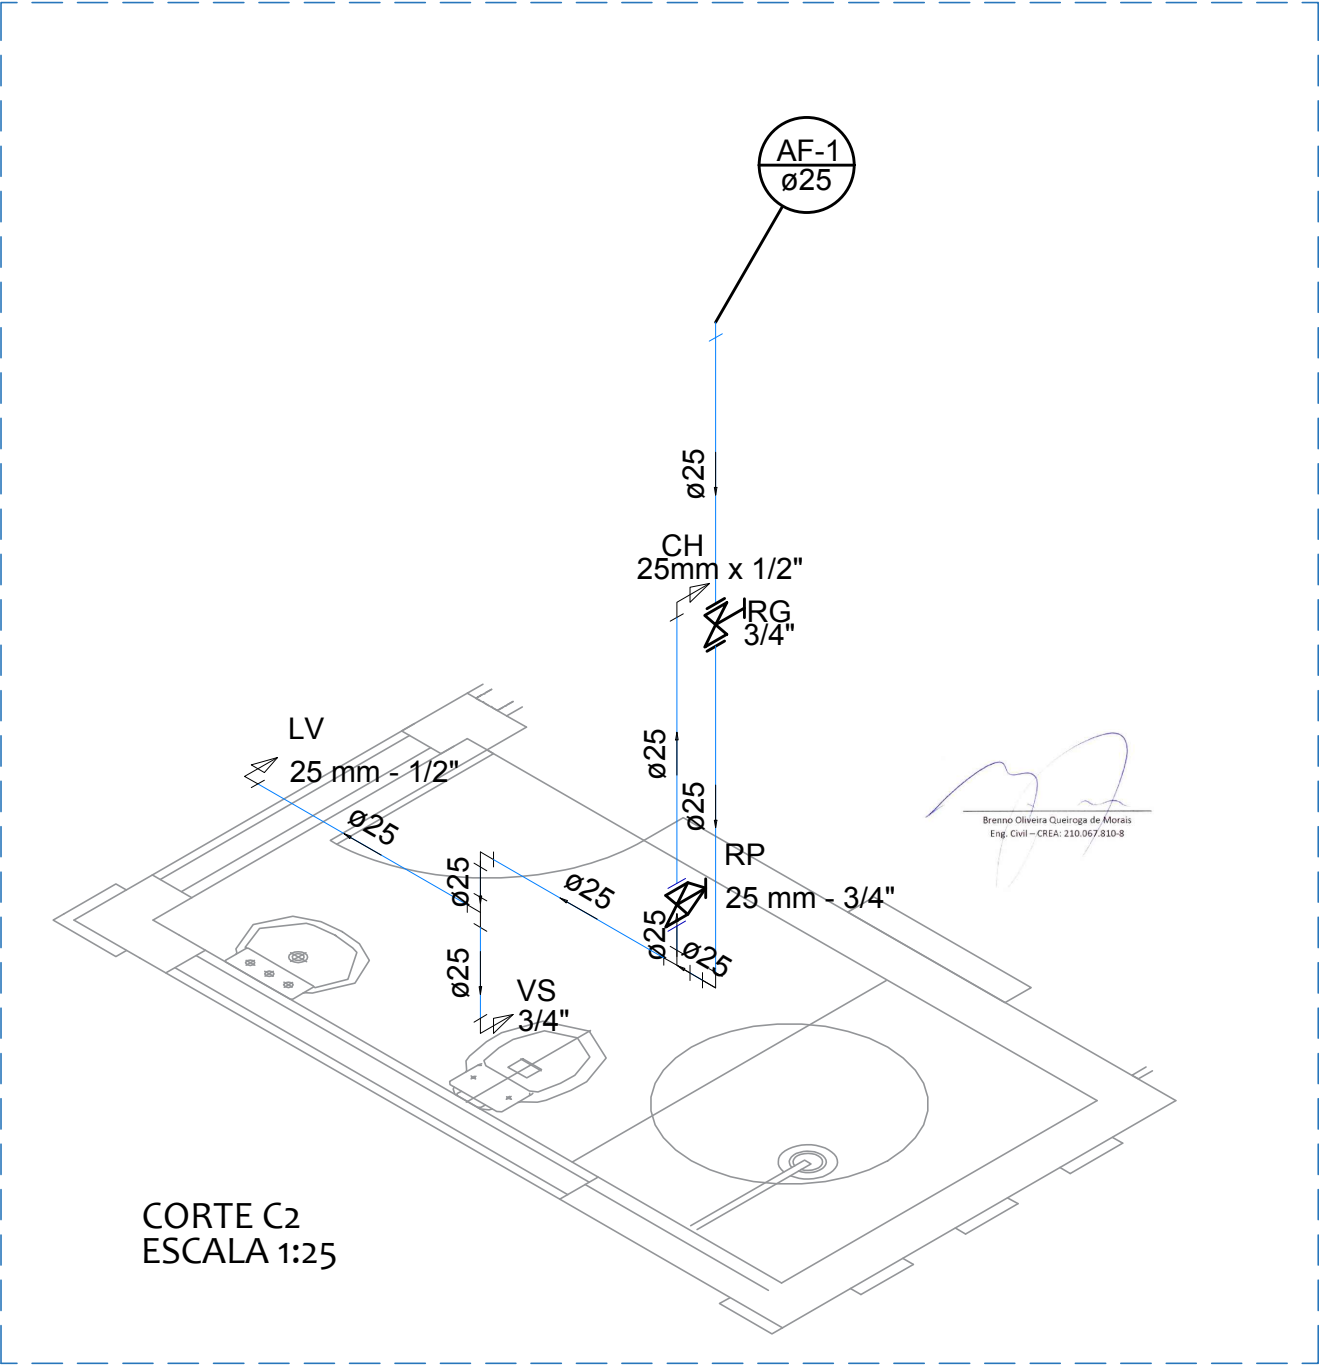 AF-1
ø25
ø25
CH
25mm x 1/2"
RG
3/4"
LV
25 mm - 1/2"
ø25
ø25
ø25
RP
25 mm - 3/4"
ø25
ø25
ø25
ø25
ø25
VS
3/4"
Brenno Oliveira Queiroga de Morais
Eng. Civil – CREA: 210.067.810-8
CORTE C2
ESCALA 1:25